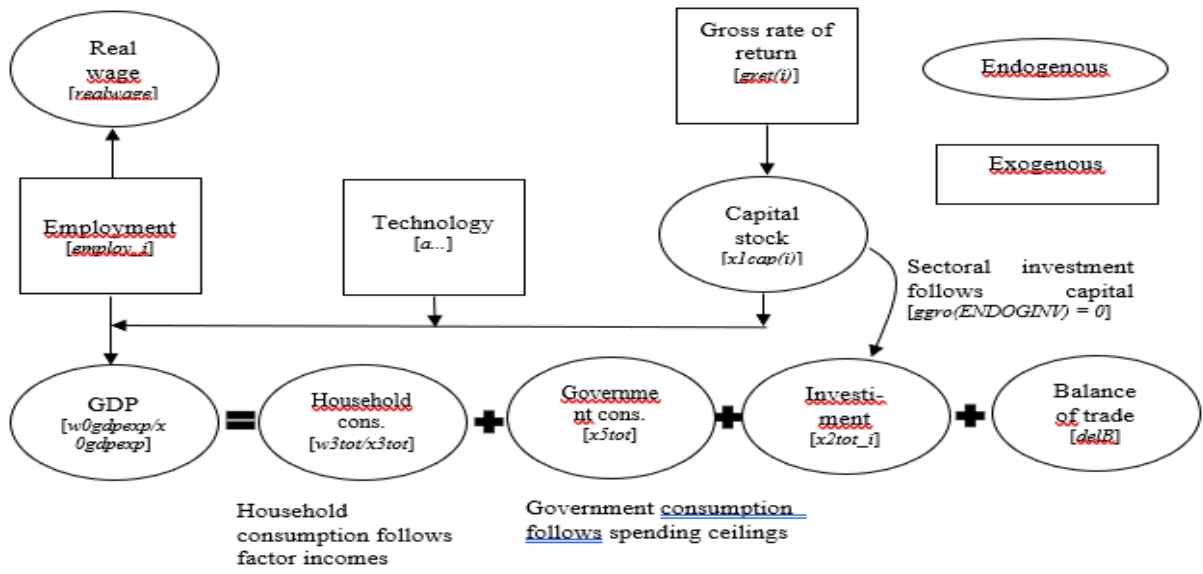 Real
wage
[realwage]
Gross rate of
return
[gret(i)]
Endogenous
Exogenous
Employment
[employ_i]
Technology
[a...]
Capital
stock
[x1cap(i)]
Sectoral investment
follows capital
[ggro(ENDOGINV) = 0]
GDP
[w0gdpexp/x
0gdpexp]
Household
cons.
[w3tot/x3tot]
Governme
nt cons.
[x5tot]
Investi-
ment
[x2tot_i]
Balance
of trade
[delB]
Household
consumption follows
factor incomes
Government consumption
follows spending ceilings